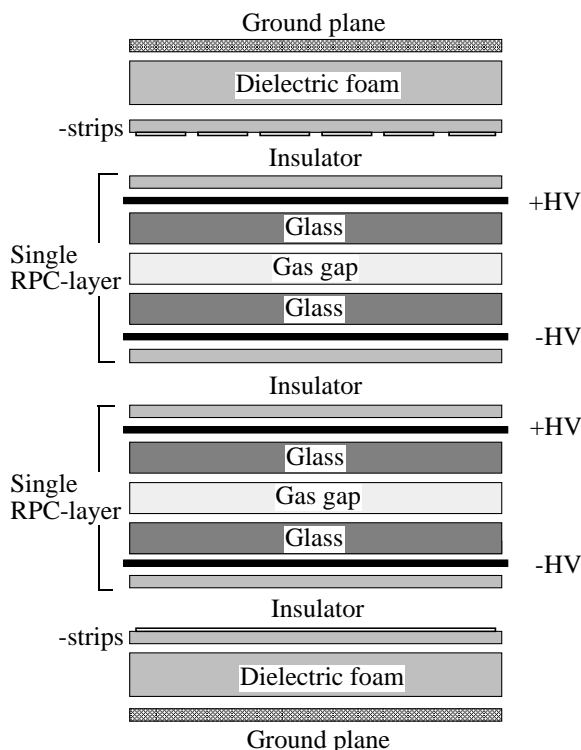 Ground plane
Dielectric foam
-strips
Insulator
+HV
Glass
Single
RPC-layer
Gas gap
Glass
-HV
Insulator
+HV
Glass
Single
RPC-layer
Gas gap
Glass
-HV
Insulator
-strips
Dielectric foam
Ground plane